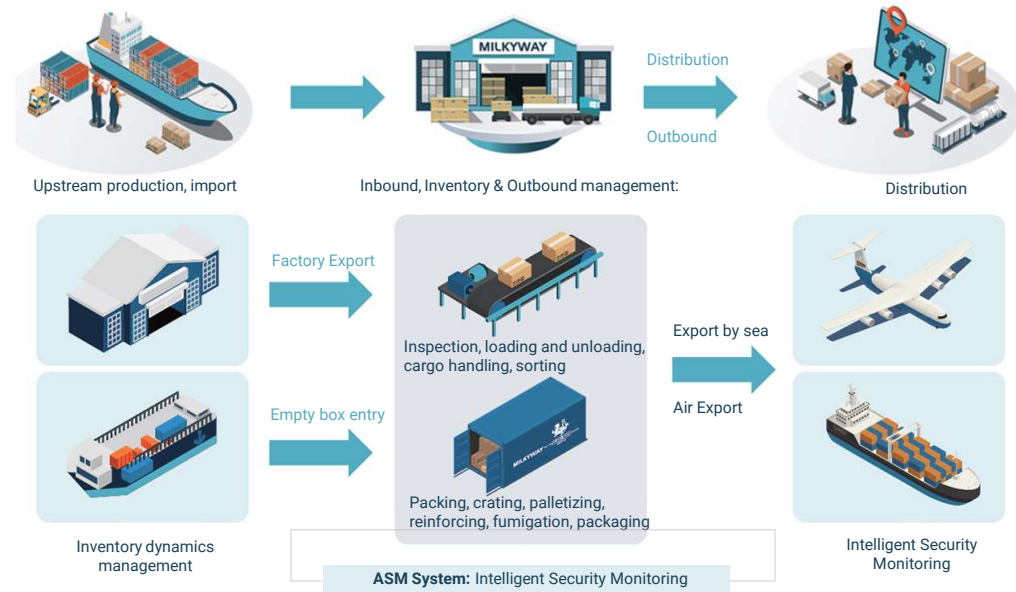 MILKYWAY
Distribution
Outbound
Upstream production, import
Inbound, Inventory & Outbound management:
Distribution
Factory Export
Inspection, loading and unloading,
cargo handling, sorting
Export by sea
Air Export
Empty box entry
MILKYWAY
Packing, crating, palletizing,
reinforcing, fumigation, packaging
Inventory dynamics
management
Intelligent Security
Monitoring
ASM System: Intelligent Security Monitoring